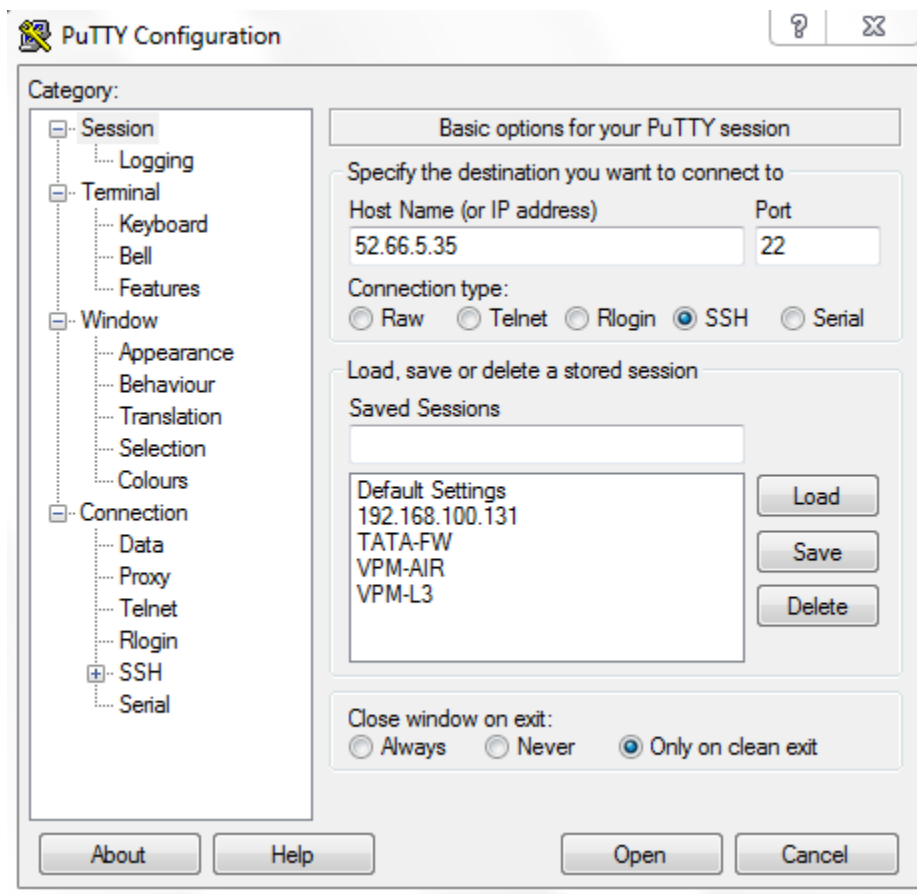 PuTTY Configuration
Category:
Session
Logging
Terminal
Keyboard
Bell
Features
Window
Appearance
Behaviour
Translation
Selection
Colours
Connection
Data
Proxy
Telnet
Rlogin
SSH
Serial
Basic options for your PuTTY session
Specify the destination you want to connect to
Host Name (or IP address) Port
52.66.5.35 22
Connection type:
Raw Telnet Rlogin SSH Serial
Load, save or delete a stored session
Saved Sessions
Default Settings
192.168.100.131
TATA-FW
VPM-AIR
VPM-L3
Load
Save
Delete
Close window on exit:
Always Never Only on clean exit
About Help Open Cancel